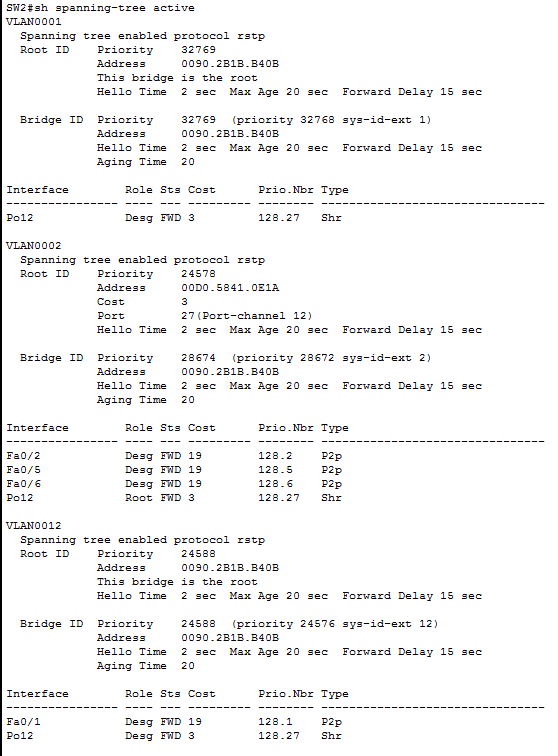 SW2#sh spanning-tree active
VLAN0001
  Spanning tree enabled protocol rstp
  Root ID    Priority    32769
             Address     0090.2B1B.B40B
             This bridge is the root
             Hello Time  2 sec  Max Age 20 sec  Forward Delay 15 sec

  Bridge ID  Priority    32769  (priority 32768 sys-id-ext 1)
             Address     0090.2B1B.B40B
             Hello Time  2 sec  Max Age 20 sec  Forward Delay 15 sec
             Aging Time  20

Interface        Role Sts Cost      Prio.Nbr Type
---------------- ---- --- --------- -------- --------------------------------
Po12             Desg FWD 3         128.27   Shr

VLAN0002
  Spanning tree enabled protocol rstp
  Root ID    Priority    24578
             Address     00D0.5841.0E1A
             Cost        3
             Port        27(Port-channel 12)
             Hello Time  2 sec  Max Age 20 sec  Forward Delay 15 sec

  Bridge ID  Priority    28674  (priority 28672 sys-id-ext 2)
             Address     0090.2B1B.B40B
             Hello Time  2 sec  Max Age 20 sec  Forward Delay 15 sec
             Aging Time  20

Interface        Role Sts Cost      Prio.Nbr Type
---------------- ---- --- --------- -------- --------------------------------
Fa0/2            Desg FWD 19        128.2    P2p
Fa0/5            Desg FWD 19        128.5    P2p
Fa0/6            Desg FWD 19        128.6    P2p
Po12             Root FWD 3         128.27   Shr

VLAN0012
  Spanning tree enabled protocol rstp
  Root ID    Priority    24588
             Address     0090.2B1B.B40B
             This bridge is the root
             Hello Time  2 sec  Max Age 20 sec  Forward Delay 15 sec

  Bridge ID  Priority    24588  (priority 24576 sys-id-ext 12)
             Address     0090.2B1B.B40B
             Hello Time  2 sec  Max Age 20 sec  Forward Delay 15 sec
             Aging Time  20

Interface        Role Sts Cost      Prio.Nbr Type
---------------- ---- --- --------- -------- --------------------------------
Fa0/1            Desg FWD 19        128.1    P2p
Po12             Desg FWD 3         128.27   Shr